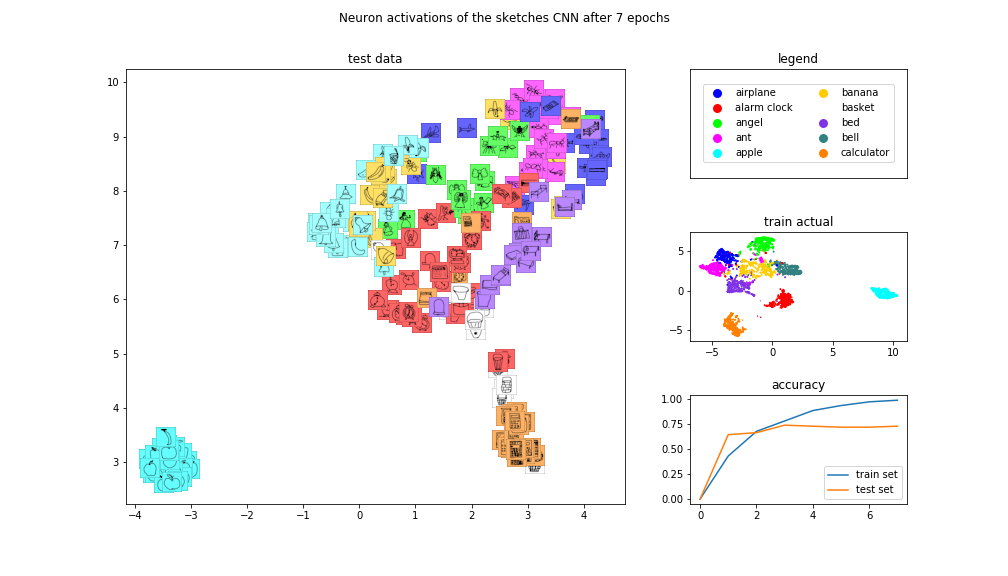 Neuron activations of the sketches CNN after 7 epochs
test data
10
9
8
7
6
5
4
3
−4 −3 −2 −1 0 1 2 3 4
legend
airplane banana
alarm clock basket
angel bed
ant bell
apple calculator
train actual
5
0
−5
−5 0 5 10
accuracy
1.00
0.75
0.50
0.25
0.00
train set
test set
0 2 4 6